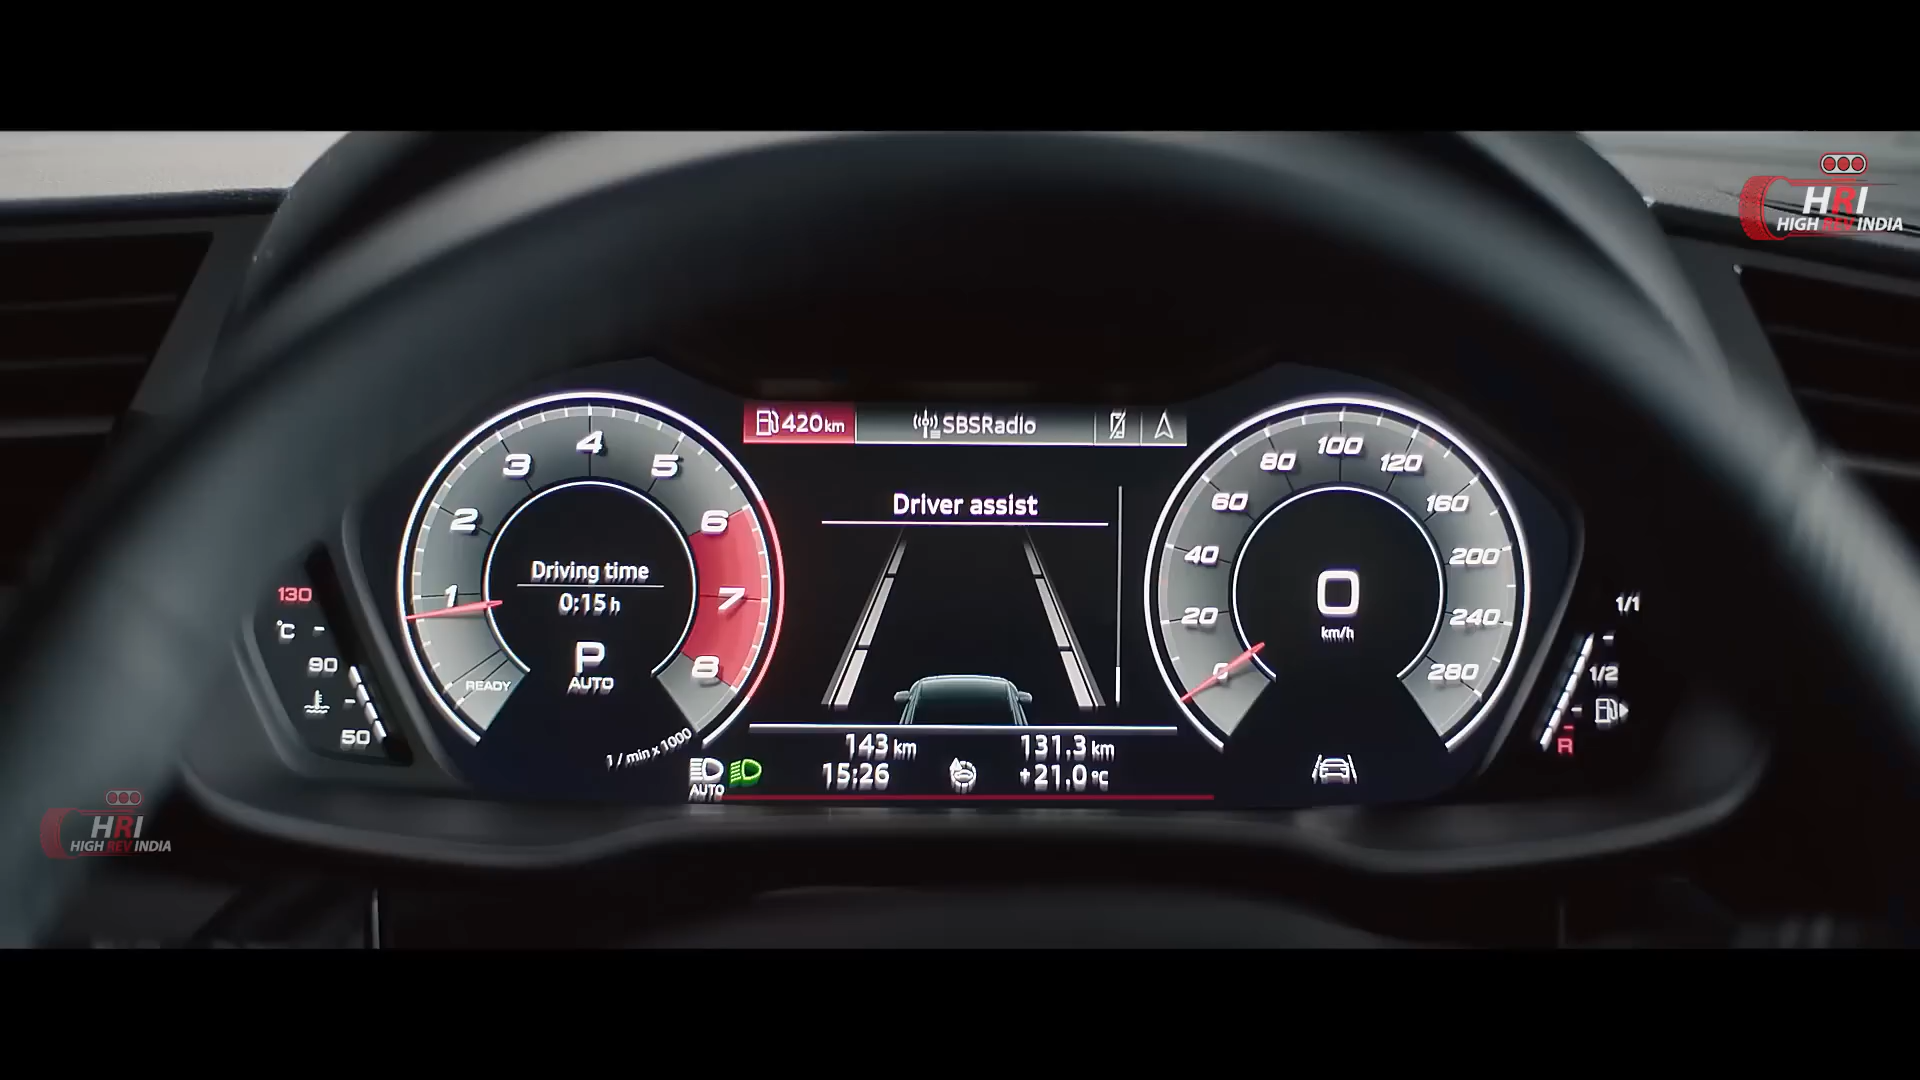 HRI
HIGH REV INDIA
420 km
SBSRadio
Driver assist
1
2
3
4
5
6
7
8
READY
1 / min x 1000
Driving time
0:15 h
P
AUTO
0
20
40
60
80
100
120
160
200
240
280
0
km/h
130
°C
90
50
1/1
1/2
R
143 km
131.3 km
15:26
+21.0 °C
AUTO
HRI
HIGH REV INDIA